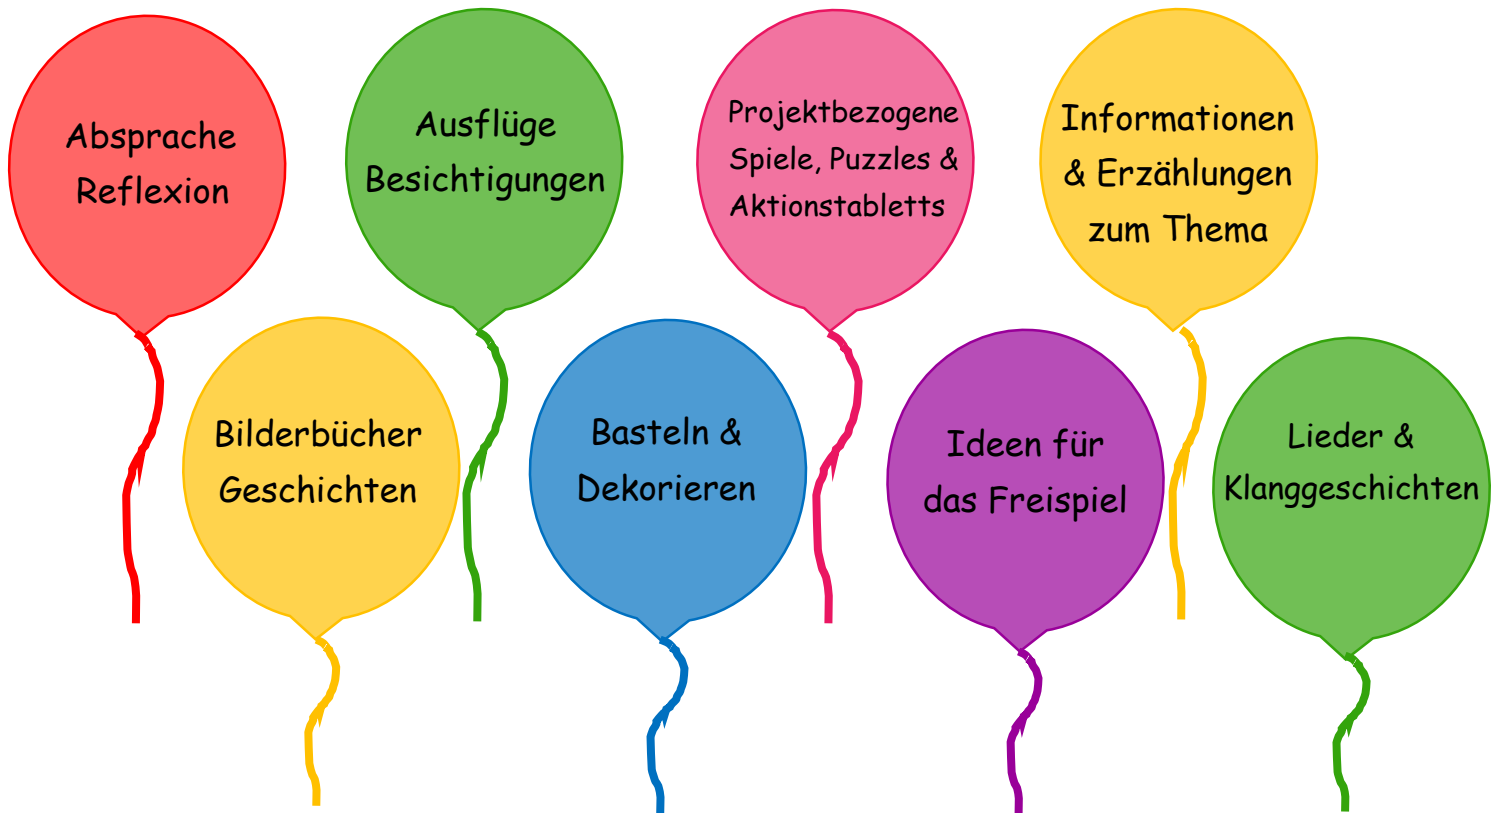 Absprache
Reflexion
Ausflüge
Besichtigungen
Projektbezogene
Spiele, Puzzles &
Aktionstabletts
Informationen
& Erzählungen
zum Thema
Bilderbücher
Geschichten
Basteln &
Dekorieren
Ideen für
das Freispiel
Lieder &
Klanggeschichten